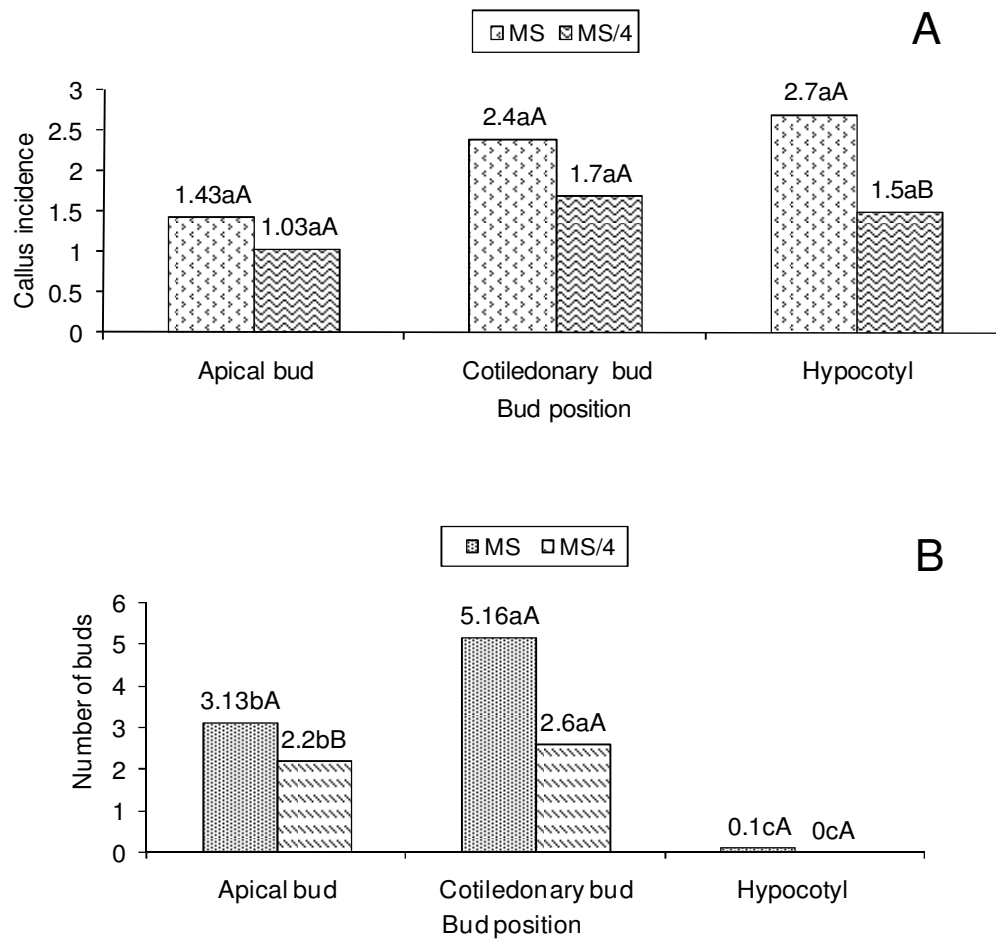 A
MS MS/4
Callus incidence
3
2.5
2
1.5
1
0.5
0
1.43aA
1.03aA
2.4aA
1.7aA
2.7aA
1.5aB
Apical bud Cotiledonary bud Hypocotyl
Bud position
B
MS MS/4
Number of buds
6
5
4
3
2
1
0
3.13bA
2.2bB
5.16aA
2.6aA
0.1cA
0cA
Apical bud Cotiledonary bud Hypocotyl
Bud position